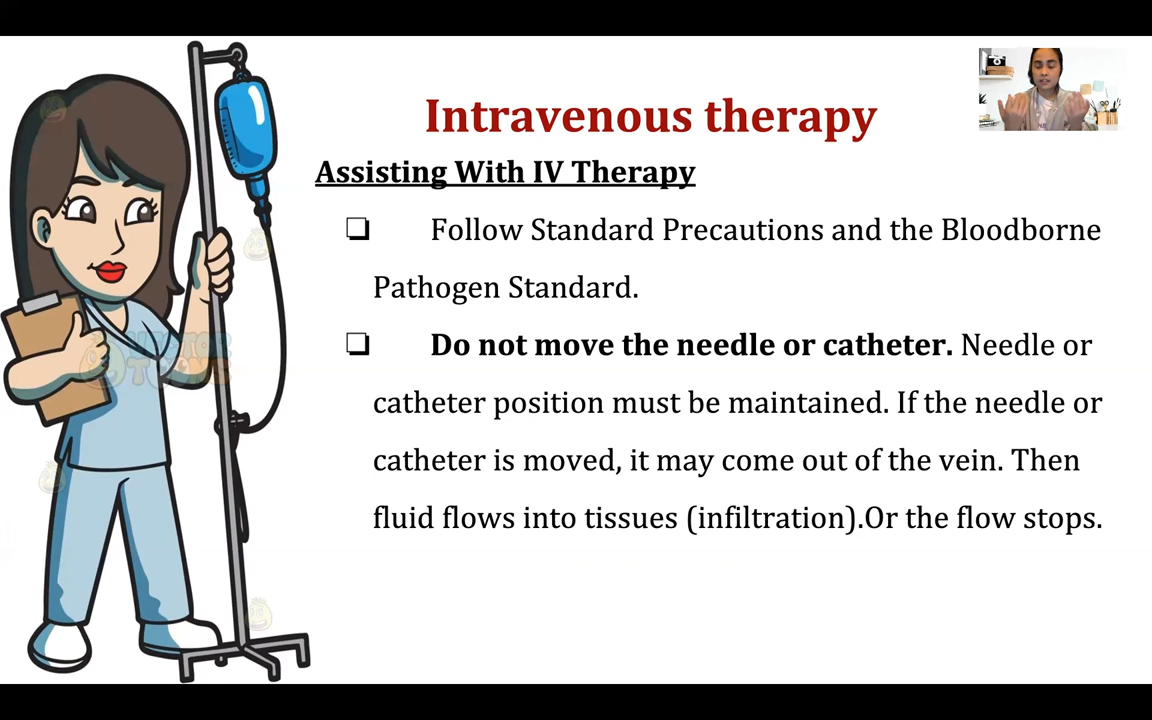 Intravenous therapy
Assisting With IV Therapy
❏ Follow Standard Precautions and the Bloodborne
Pathogen Standard.
❏ Do not move the needle or catheter. Needle or
catheter position must be maintained. If the needle or
catheter is moved, it may come out of the vein. Then
fluid flows into tissues (infiltration).Or the flow stops.
VECTOR
TOONS